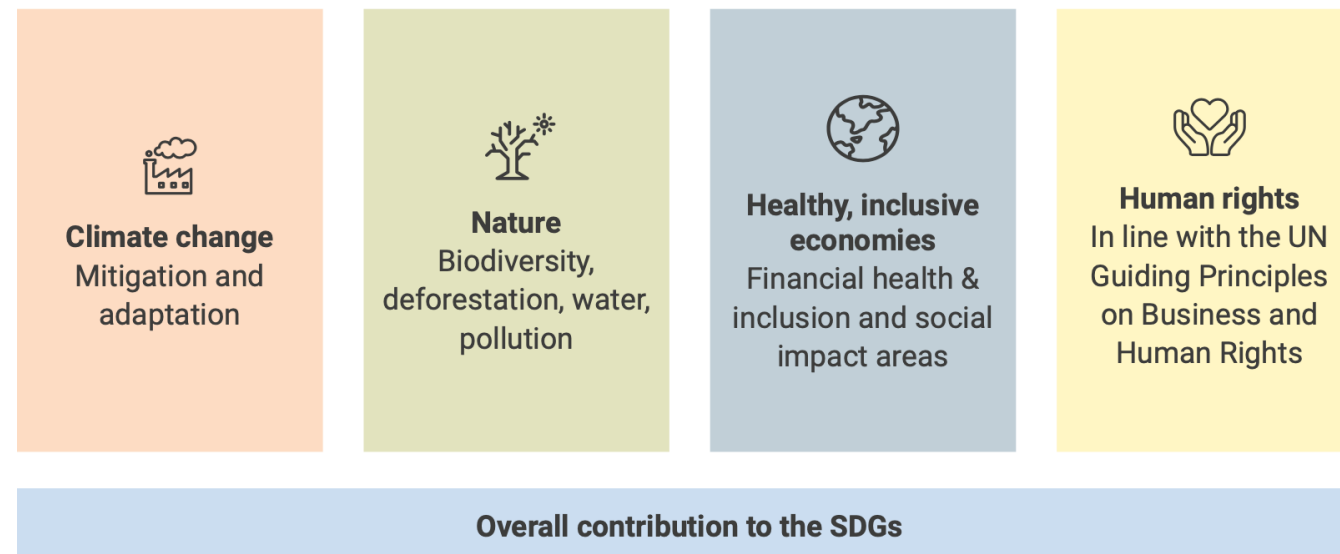 Climate change
Mitigation and
adaptation
Nature
Biodiversity,
deforestation, water,
pollution
Healthy, inclusive
economies
Financial health &
inclusion and social
impact areas
Human rights
In line with the UN
Guiding Principles
on Business and
Human Rights
Overall contribution to the SDGs